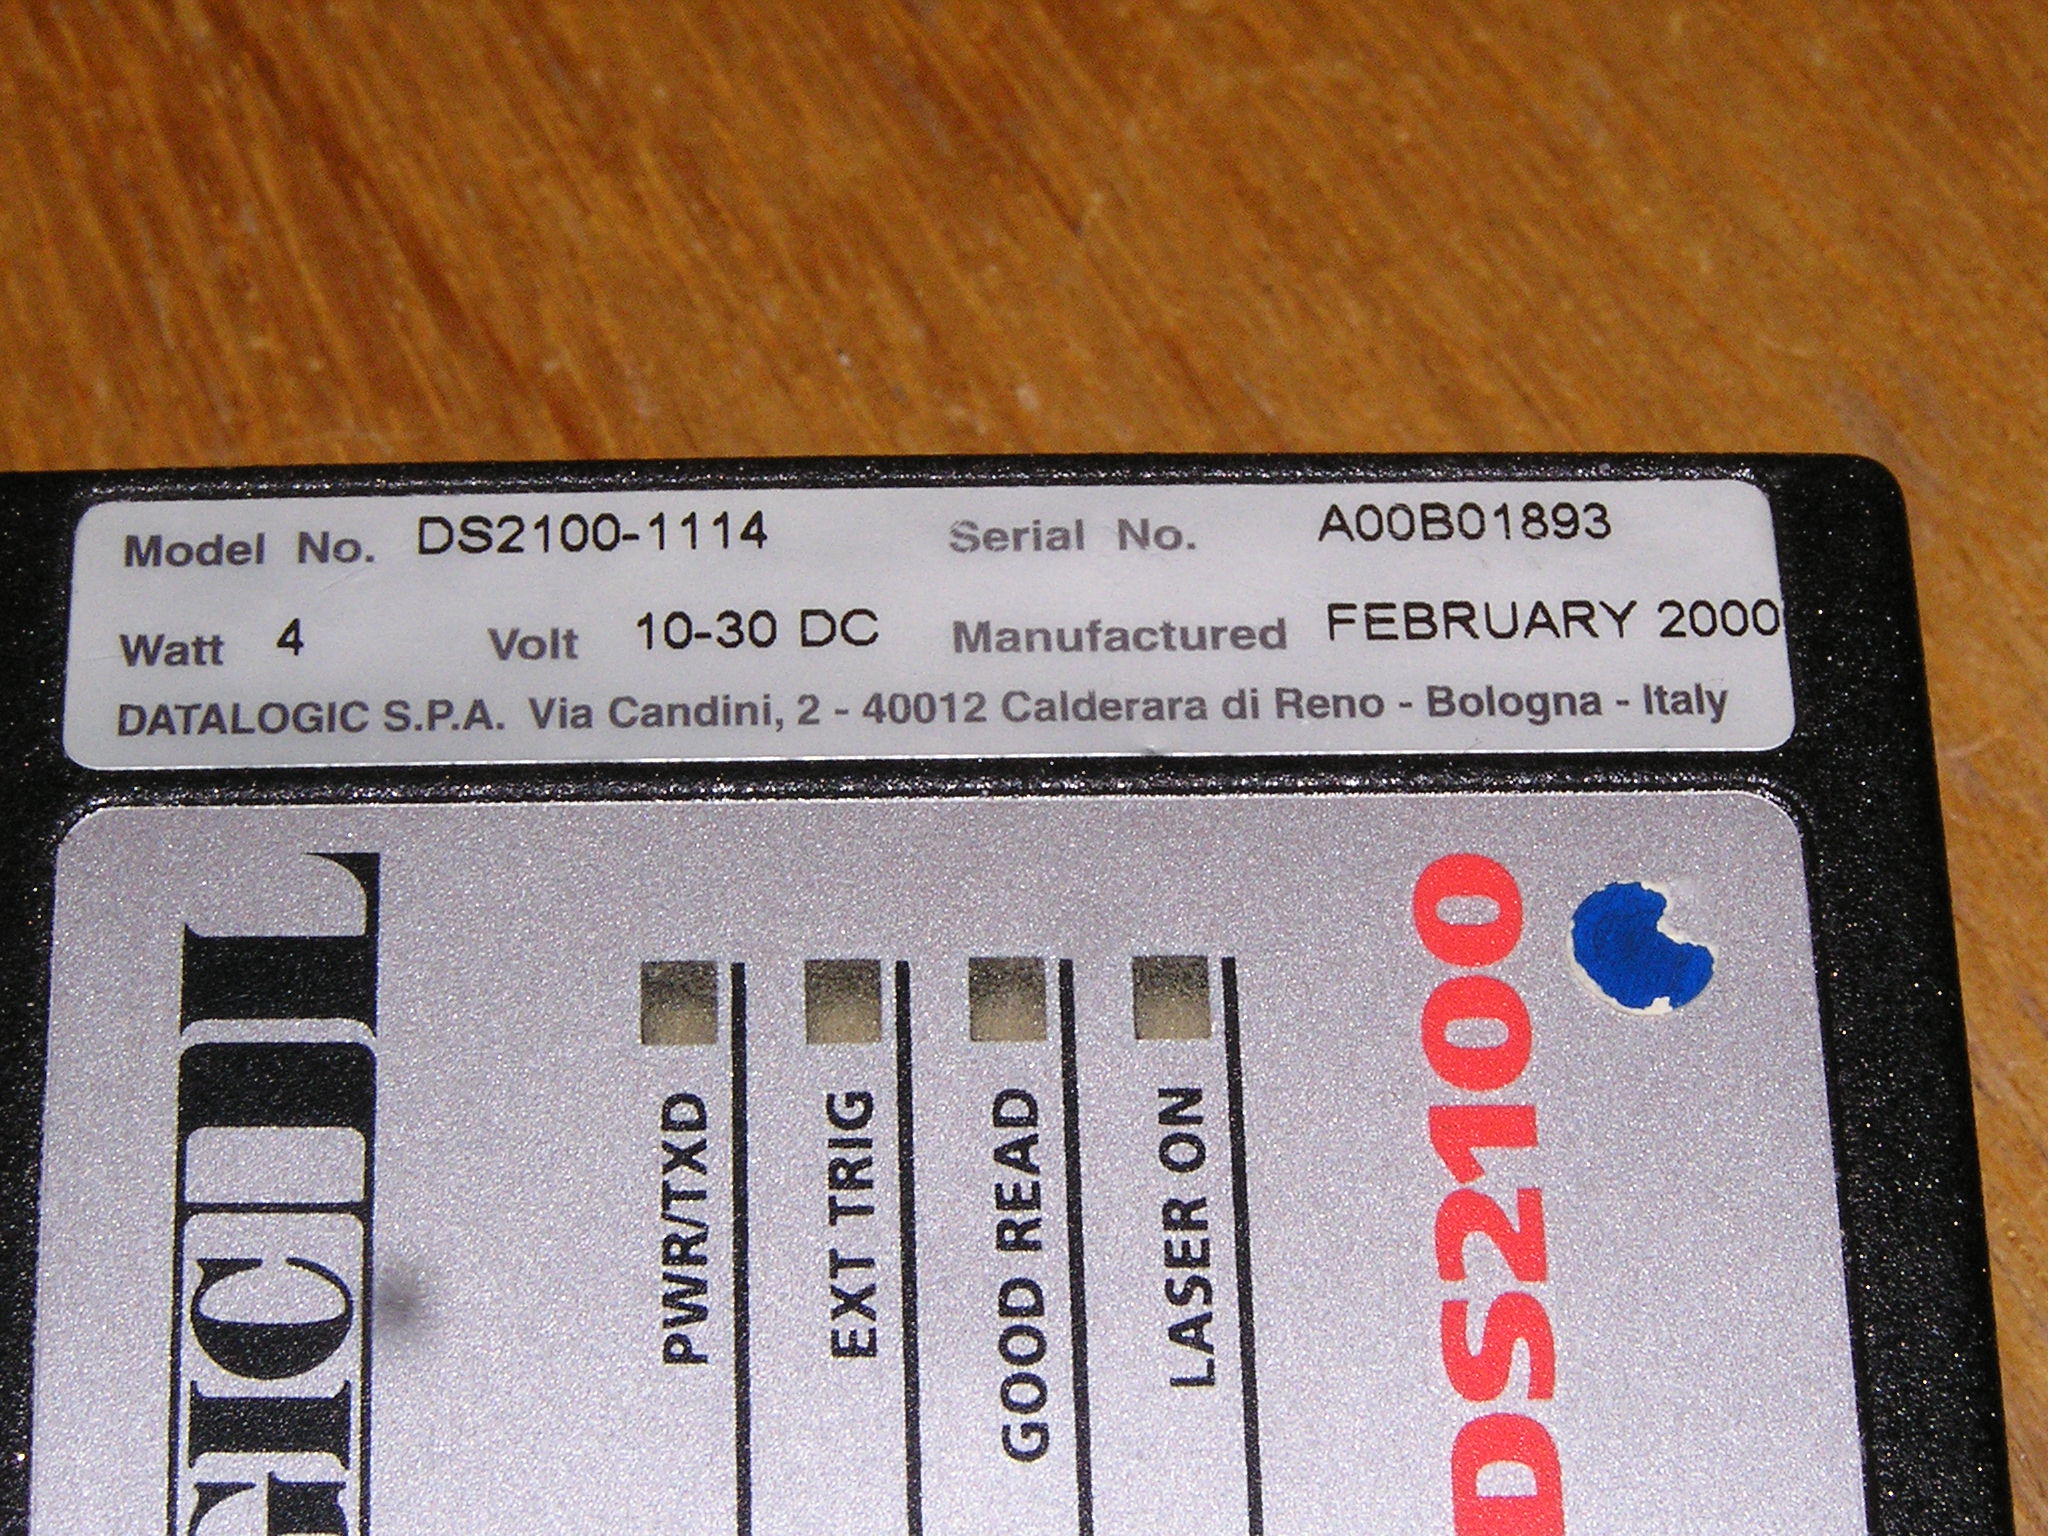 Model No. DS2100-1114 Serial No. A00B01893
Watt 4 Volt 10-30 DC Manufactured FEBRUARY 2000
DATALOGIC S.P.A. Via Candini, 2 - 40012 Calderara di Reno - Bologna - Italy
GIC
PWR/TXD
EXT TRIG
GOOD READ
LASER ON
DS2100